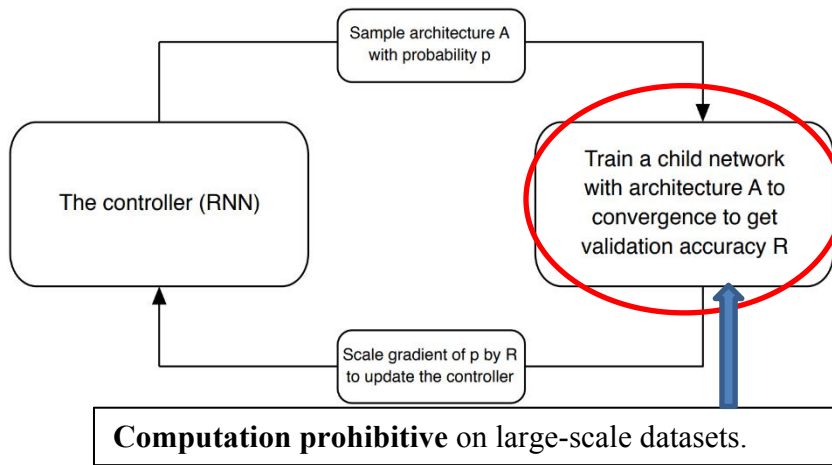 Sample architecture A
with probability p
The controller (RNN)
Train a child network
with architecture A to
convergence to get
validation accuracy R
Scale gradient of p by R
to update the controller
Computation prohibitive on large-scale datasets.